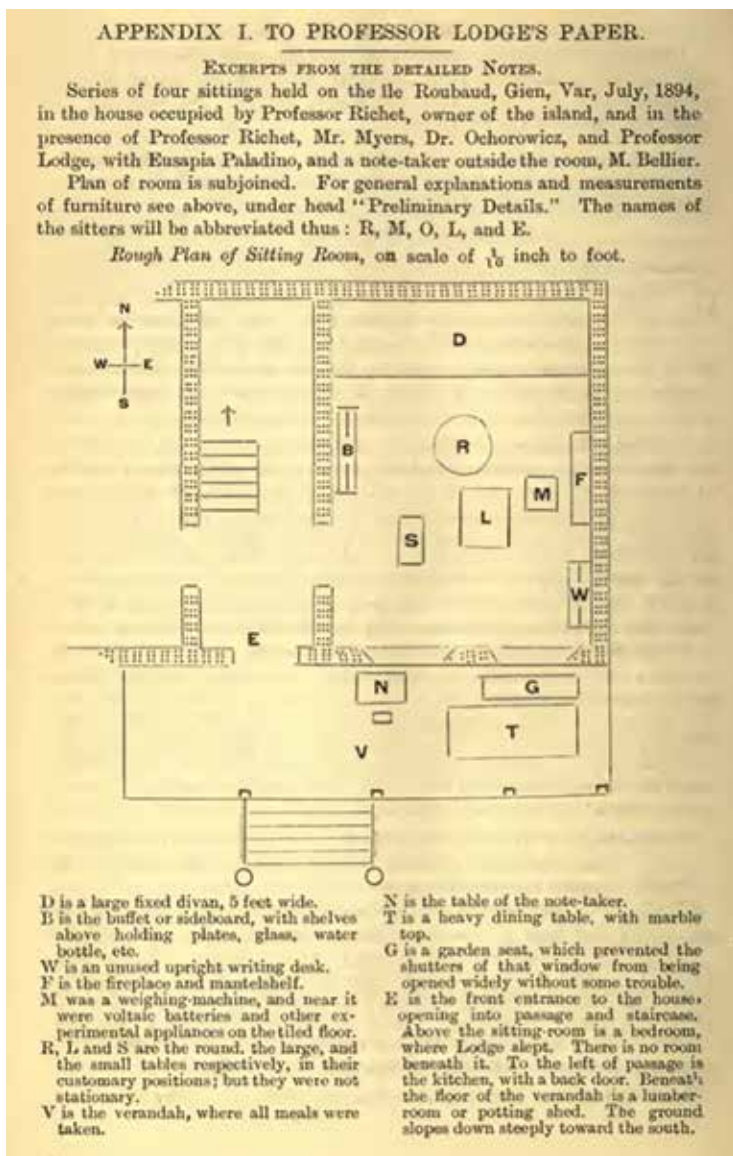 APPENDIX I. TO PROFESSOR LODGE'S PAPER.
EXCERPTS FROM THE DETAILED NOTES.
Series of four sittings held on the Ile Roubaud, Gien, Var, July, 1894,
in the house occupied by Professor Richet, owner of the island, and in the
presence of Professor Richet, Mr. Myers, Dr. Ochorowicz, and Professor
Lodge, with Eusapia Paladino, and a note-taker outside the room, M. Bellier.
Plan of room is subjoined. For general explanations and measurements
of furniture see above, under head "Preliminary Details." The names of
the sitters will be abbreviated thus: R, M, O, L, and E.
Rough Plan of Sitting Room, on scale of 1/10 inch to foot.
N
W E
S
D
B
R
F
M
L
S
W
E
N
G
T
V
D is a large fixed divan, 5 feet wide.
B is the buffet or sideboard, with shelves
above holding plates, glass, water
bottle, etc.
W is an unused upright writing desk.
F is the fireplace and mantelshelf.
M was a weighing-machine, and near it
were voltaic batteries and other ex-
perimental appliances on the tiled floor.
R, L and S are the round, the large, and
the small tables respectively, in their
customary positions; but they were not
stationary.
V is the verandah, where all meals were
taken.
N is the table of the note-taker.
T is a heavy dining table, with marble
top.
G is a garden seat, which prevented the
shutters of that window from being
opened widely without some trouble.
E is the front entrance to the house,
opening into passage and staircase.
Above the sitting-room is a bedroom,
where Lodge slept. There is no room
beneath it. To the left of passage is
the kitchen, with a back door. Beneath
the floor of the verandah is a lumber-
room or potting shed. The ground
slopes down steeply toward the south.